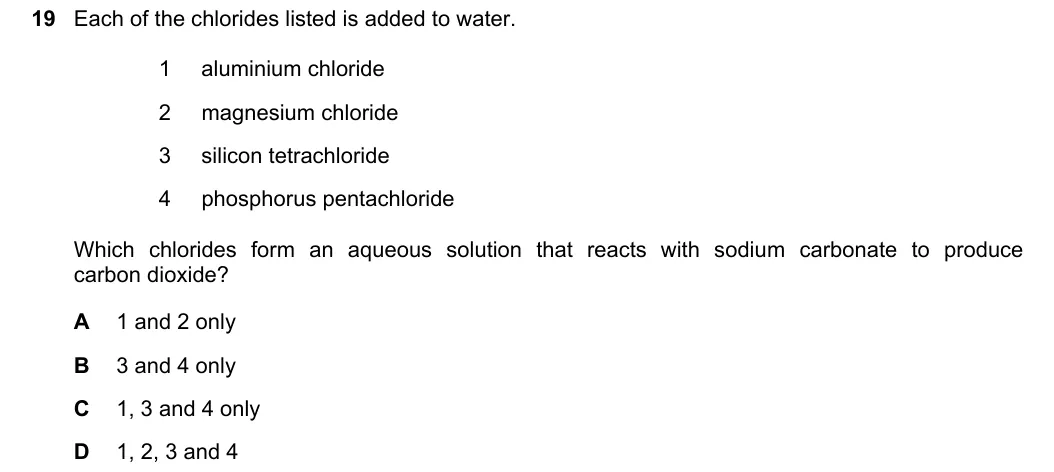 19 Each of the chlorides listed is added to water.
1 aluminium chloride
2 magnesium chloride
3 silicon tetrachloride
4 phosphorus pentachloride
Which chlorides form an aqueous solution that reacts with sodium carbonate to produce
carbon dioxide?
A 1 and 2 only
B 3 and 4 only
C 1, 3 and 4 only
D 1, 2, 3 and 4